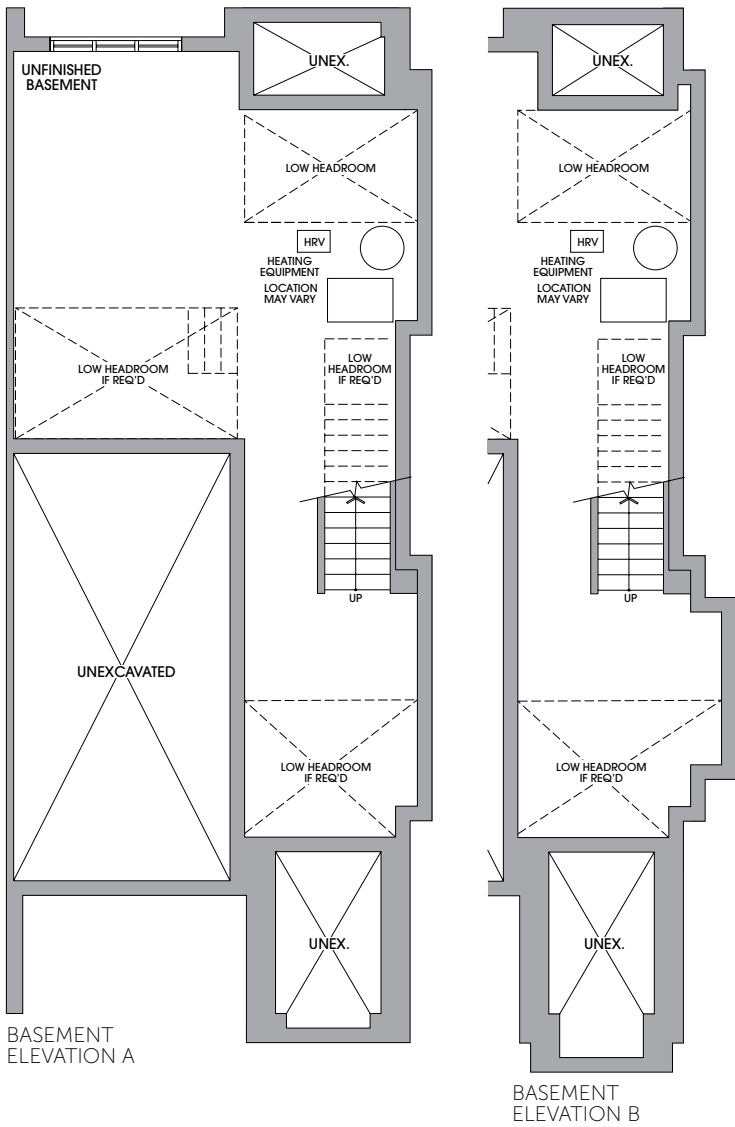 UNFINISHED
BASEMENT
UNEX.
LOW HEADROOM
HRV
HEATING
EQUIPMENT
LOCATION
MAY VARY
LOW HEADROOM
IF REQ'D
LOW
HEADROOM
IF REQ'D
UP
UNEXCAVATED
LOW HEADROOM
IF REQ'D
UNEX.
BASEMENT
ELEVATION A
UNEX.
LOW HEADROOM
HRV
HEATING
EQUIPMENT
LOCATION
MAY VARY
LOW
HEADROOM
IF REQ'D
UP
LOW HEADROOM
IF REQ'D
UNEX.
BASEMENT
ELEVATION B